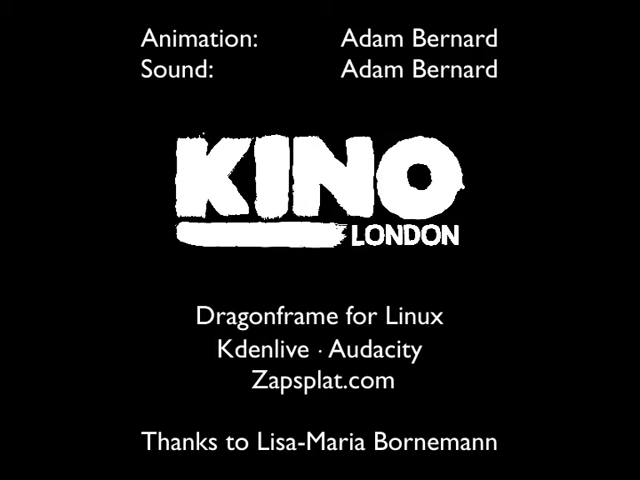 Animation: Adam Bernard
Sound: Adam Bernard
KINO
LONDON
Dragonframe for Linux
Kdenlive · Audacity
Zapsplat.com
Thanks to Lisa-Maria Bornemann